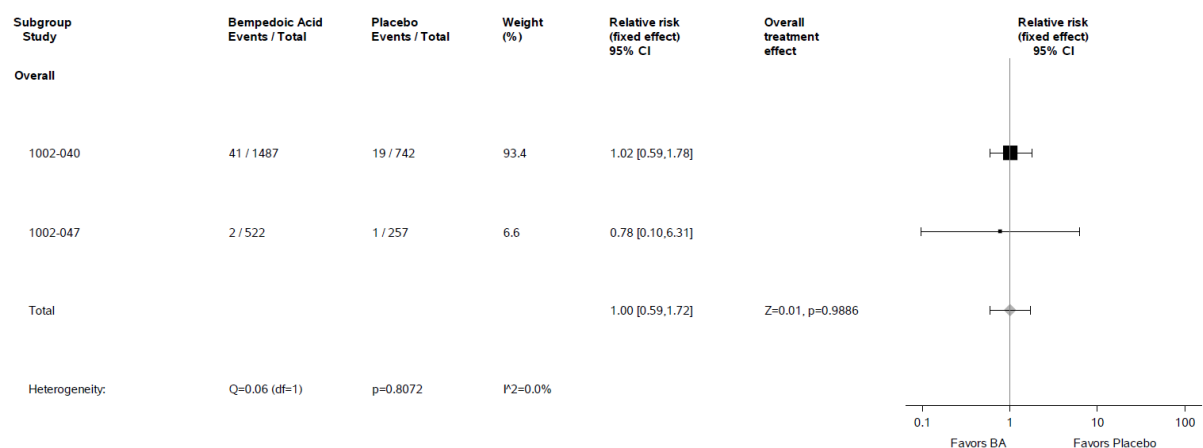 Subgroup Bempedoic Acid Placebo Weight Relative risk Overall Relative risk
Study Events / Total Events / Total (%) (fixed effect) treatment (fixed effect)
95% CI effect 95% CI
Overall
1002-040 41 / 1487 19 / 742 93.4 1.02 [0.59,1.78]
1002-047 2 / 522 1 / 257 6.6 0.78 [0.10,6.31]
Total 1.00 [0.59,1.72] Z=0.01, p=0.9886
Heterogeneity: Q=0.06 (df=1) p=0.8072 I^2=0.0%
0.1 1 10 100
Favors BA Favors Placebo